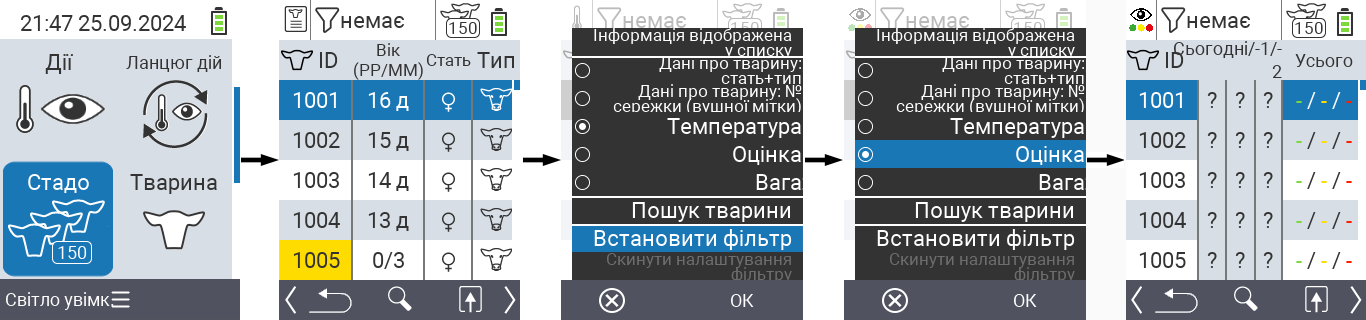 21:47 25.09.2024
Дії
Ланцюг дій
Стадо
150
Тварина
Світло увімк.
немає
150
ID
Вік (РР/ММ)
Стать
Тип
1001
16 д
1002
15 д
1003
14 д
1004
13 д
1005
0/3
немає
150
Інформація відображена
у списку
Дані про тварину:
стать+тип
Дані про тварину: №
сережки (вушної мітки)
Температура
Оцінка
Вага
Пошук тварини
Встановити фільтр
Скинути налаштування
фільтру
OK
немає
150
Інформація відображена
у списку
Дані про тварину:
стать+тип
Дані про тварину: №
сережки (вушної мітки)
Температура
Оцінка
Вага
Пошук тварини
Встановити фільтр
Скинути налаштування
фільтру
OK
немає
150
ID
Сьогодні/-1/-
2
Усього
1001 ? ? ? -/-/-
1002 ? ? ? -/-/-
1003 ? ? ? -/-/-
1004 ? ? ? -/-/-
1005 ? ? ? -/-/-